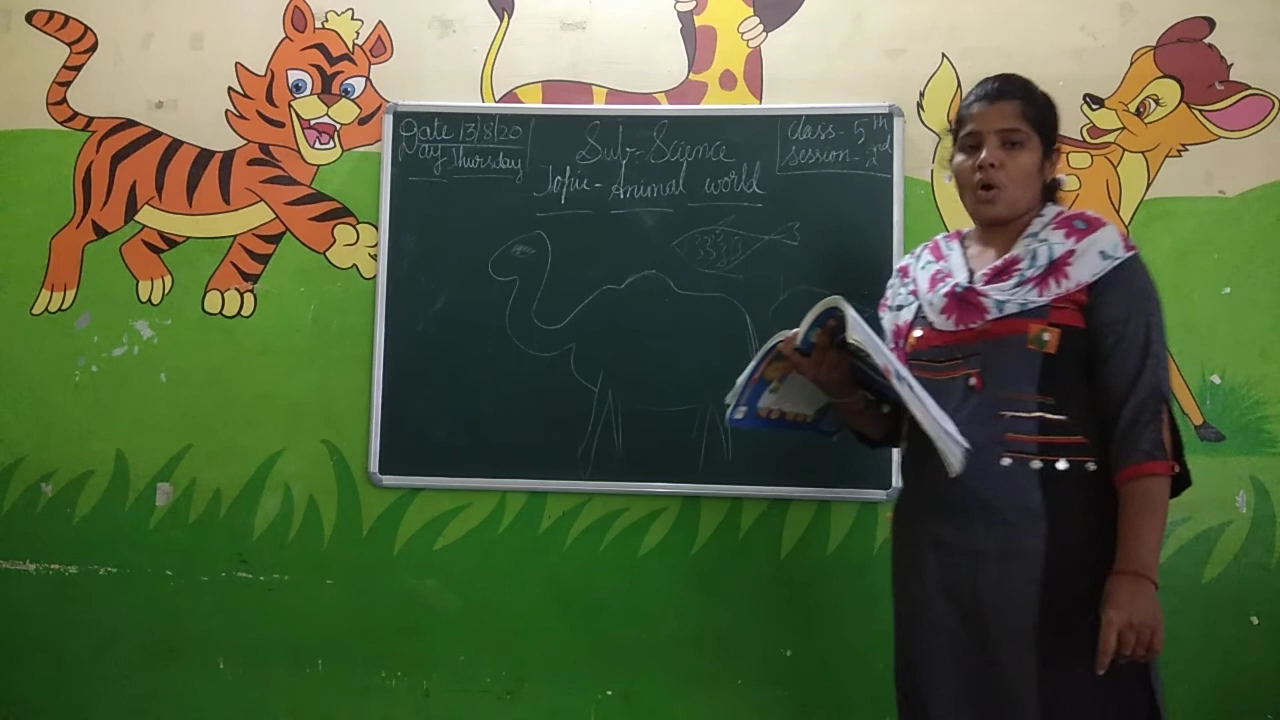 Date 13/8/20
Day Thursday
Sub-Science
Topic-Animal world
class-5th
session-2nd